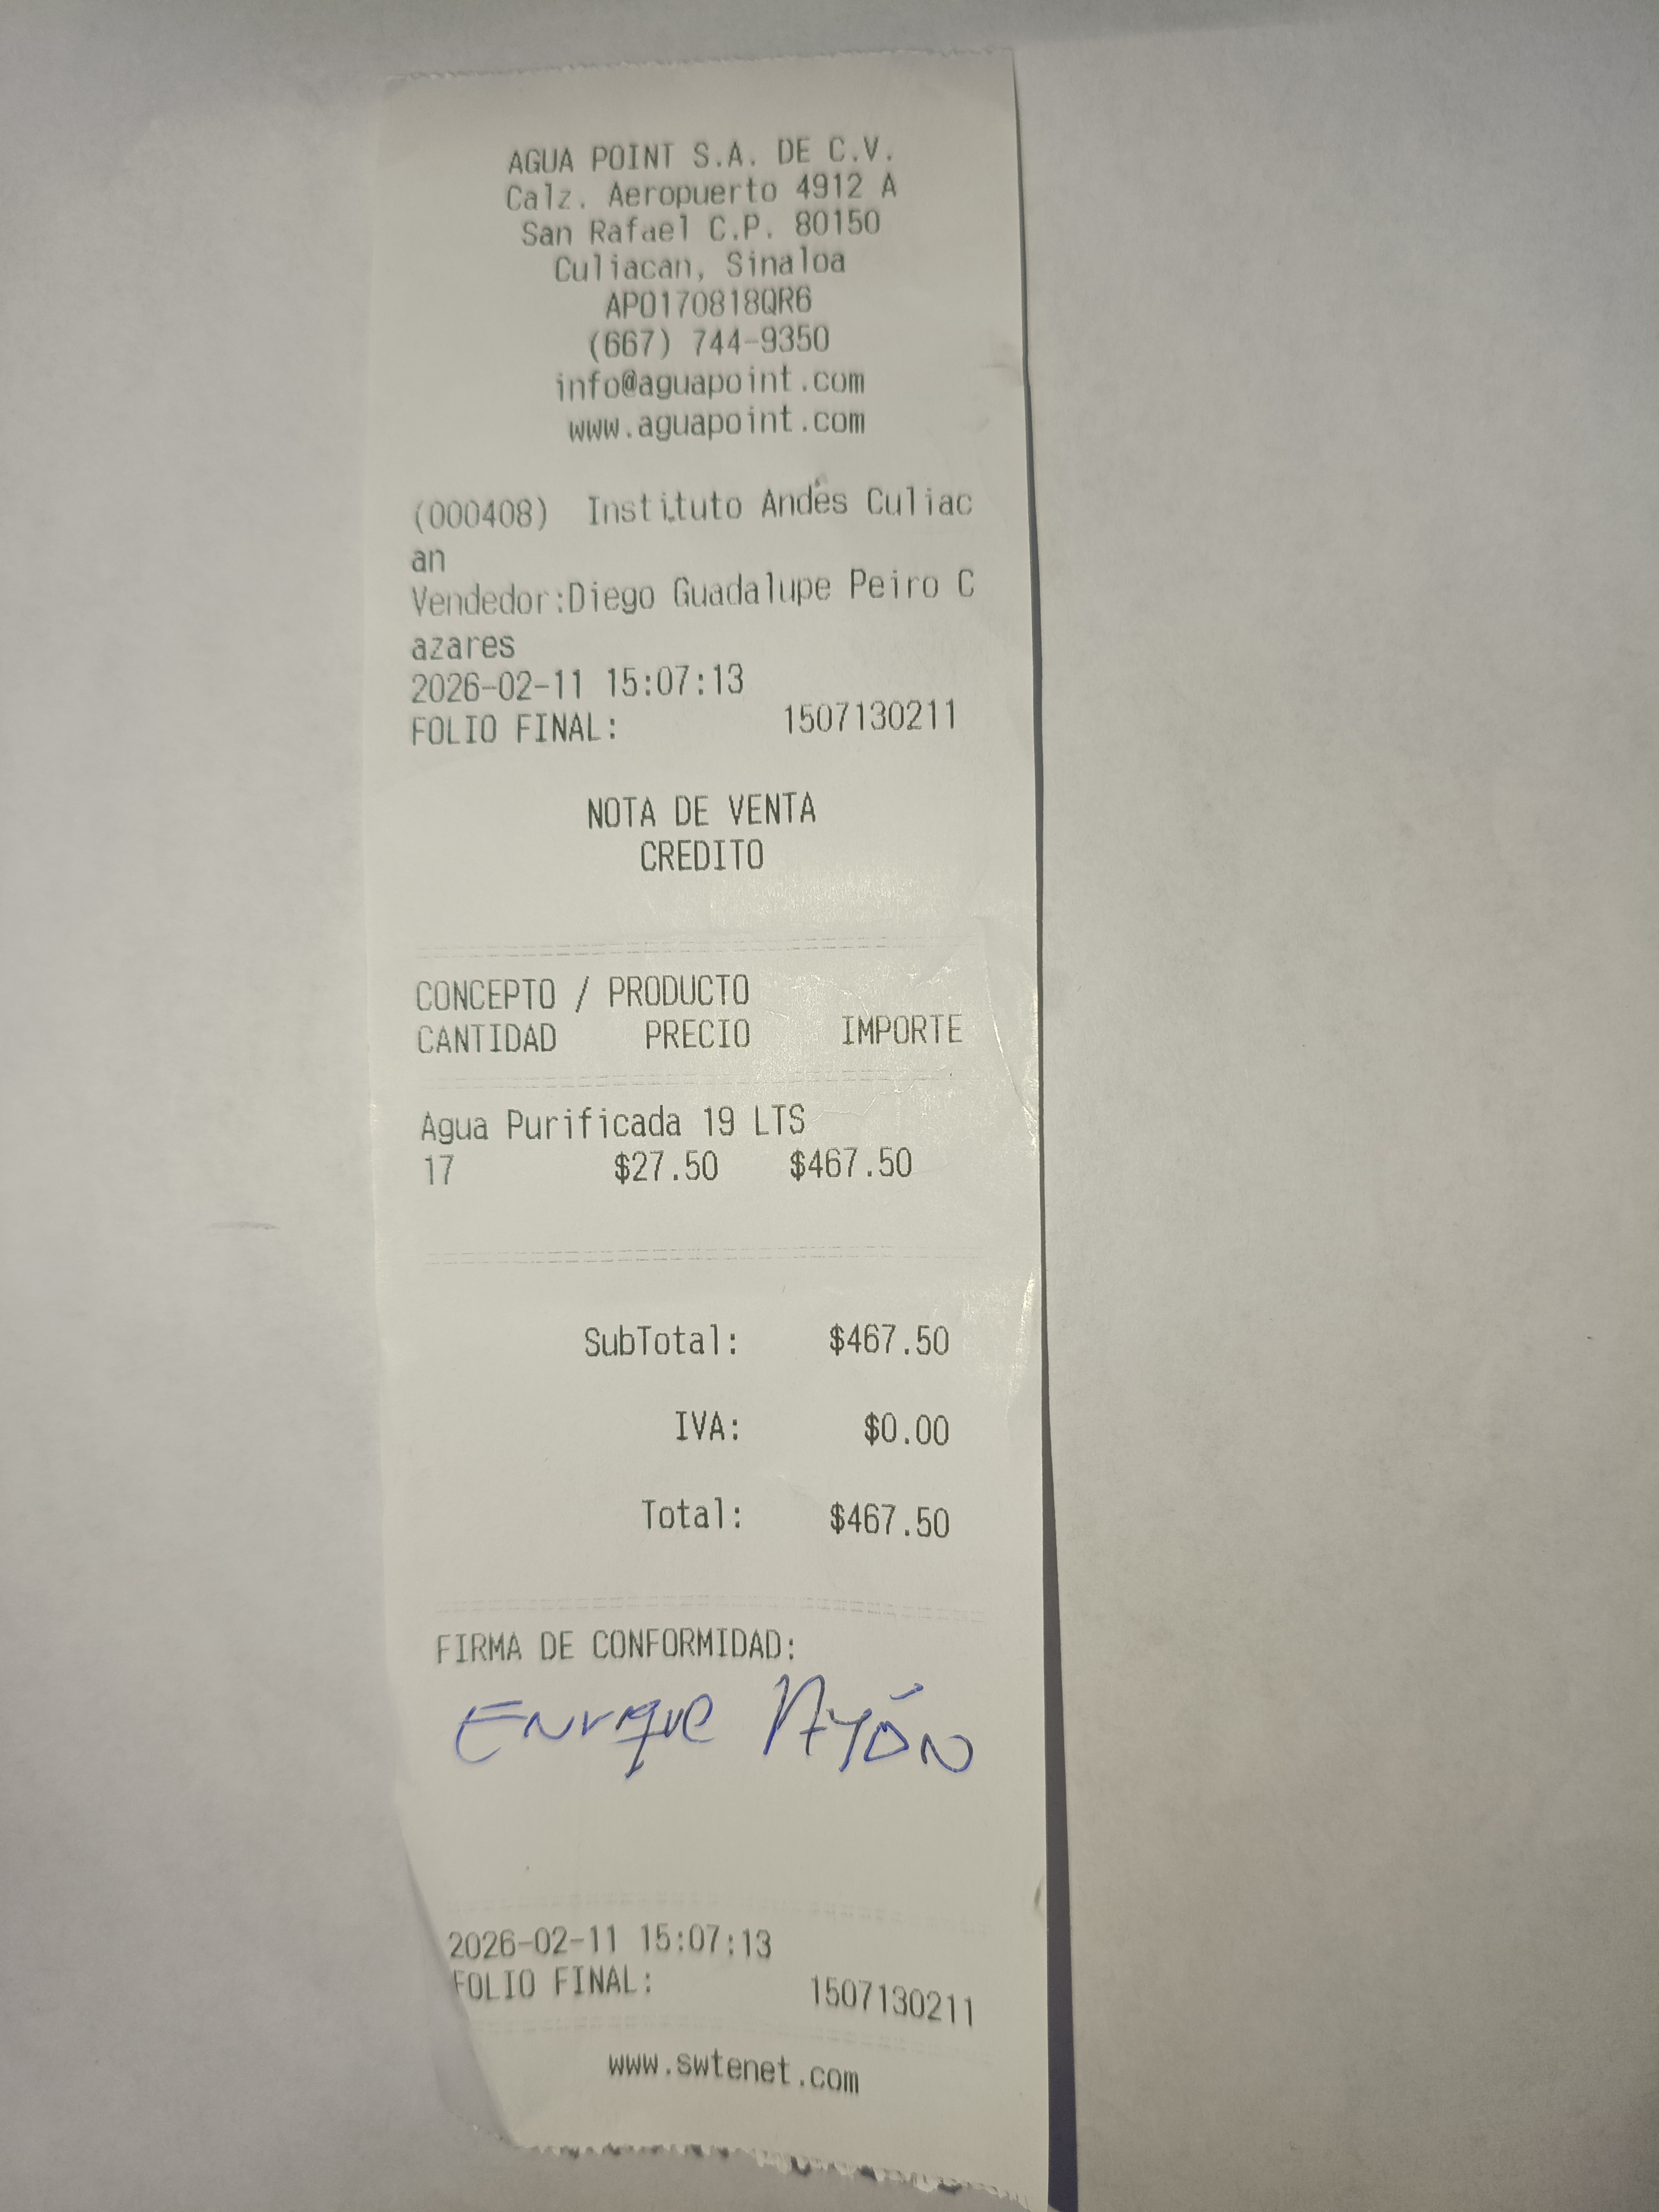 AGUA POINT S.A. DE C.V.
Calz. Aeropuerto 4912 A
San Rafael C.P. 80150
Culiacan, Sinaloa
APO170818QR6
(667) 744-9350
info@aguapoint.com
www.aguapoint.com
(000408) Instituto Andes Culiac
an
Vendedor:Diego Guadalupe Peiro C
azares
2026-02-11 15:07:13
FOLIO FINAL: 1507130211
NOTA DE VENTA
CREDITO
CONCEPTO / PRODUCTO
CANTIDAD PRECIO IMPORTE
Agua Purificada 19 LTS
17 $27.50 $467.50
SubTotal: $467.50
IVA: $0.00
Total: $467.50
FIRMA DE CONFORMIDAD:
Enrique Ayón
2026-02-11 15:07:13
FOLIO FINAL: 1507130211
www.swtenet.com